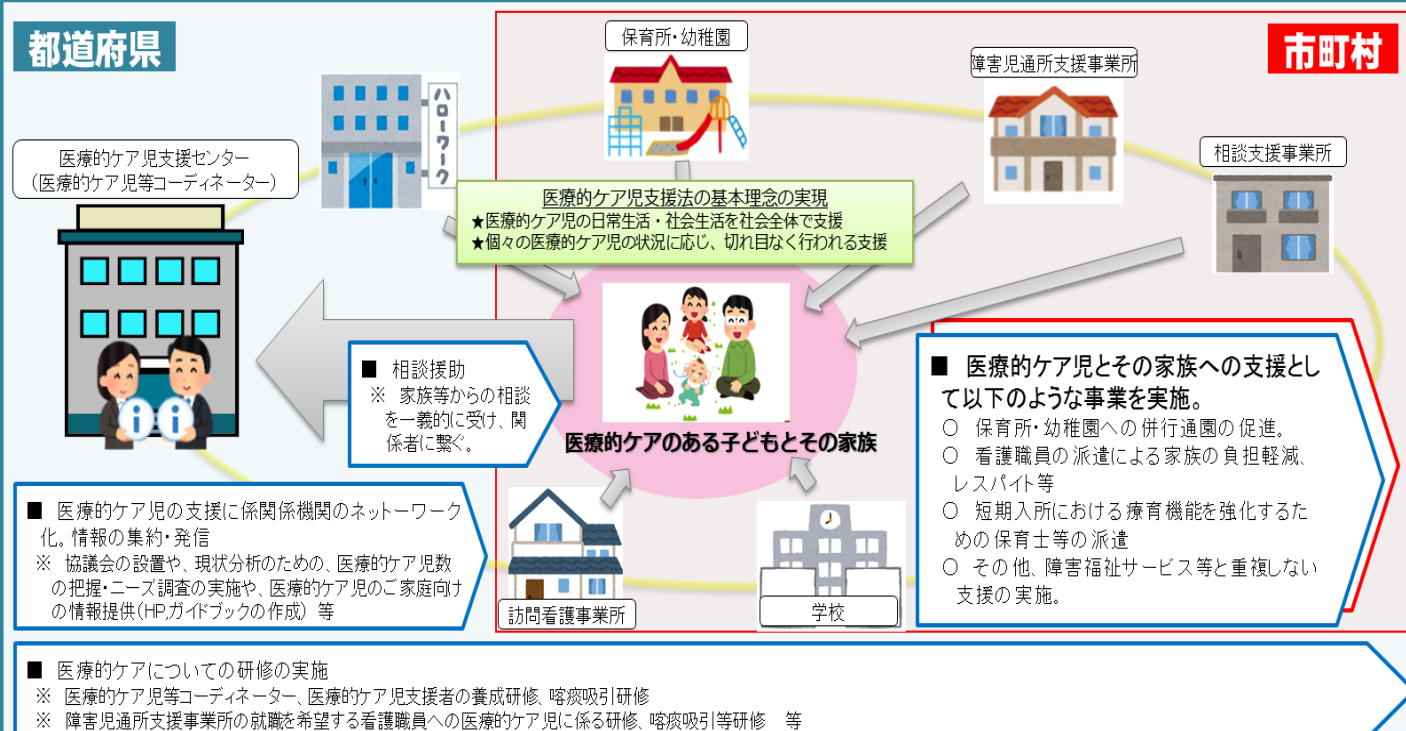 都道府県
市町村
保育所・幼稚園
障害児通所支援事業所
ハローワーク
相談支援事業所
医療的ケア児支援センター
（医療的ケア児等コーディネーター）
医療的ケア児支援法の基本理念の実現
★医療的ケア児の日常生活・社会生活を社会全体で支援
★個々の医療的ケア児の状況に応じ、切れ目なく行われる支援
■ 相談援助
※ 家族等からの相談
を一義的に受け、関
係者に繋ぐ。
医療的ケアのある子どもとその家族
■ 医療的ケア児とその家族への支援とし
て以下のような事業を実施。
○ 保育所・幼稚園への併行通園の促進。
○ 看護職員の派遣による家族の負担軽減、
レスパイト等
○ 短期入所における療育機能を強化するた
めの保育士等の派遣
○ その他、障害福祉サービス等と重複しない
支援の実施。
■ 医療的ケア児の支援に係関係機関のネットーワーク
化。情報の集約・発信
※ 協議会の設置や、現状分析のための、医療的ケア児数
の把握・ニーズ調査の実施や、医療的ケア児のご家庭向け
の情報提供(HP,ガイドブックの作成) 等
訪問看護事業所
学校
■ 医療的ケアについての研修の実施
※ 医療的ケア児等コーディネーター、医療的ケア児支援者の養成研修、喀痰吸引研修
※ 障害児通所支援事業所の就職を希望する看護職員への医療的ケア児に係る研修、喀痰吸引等研修 等